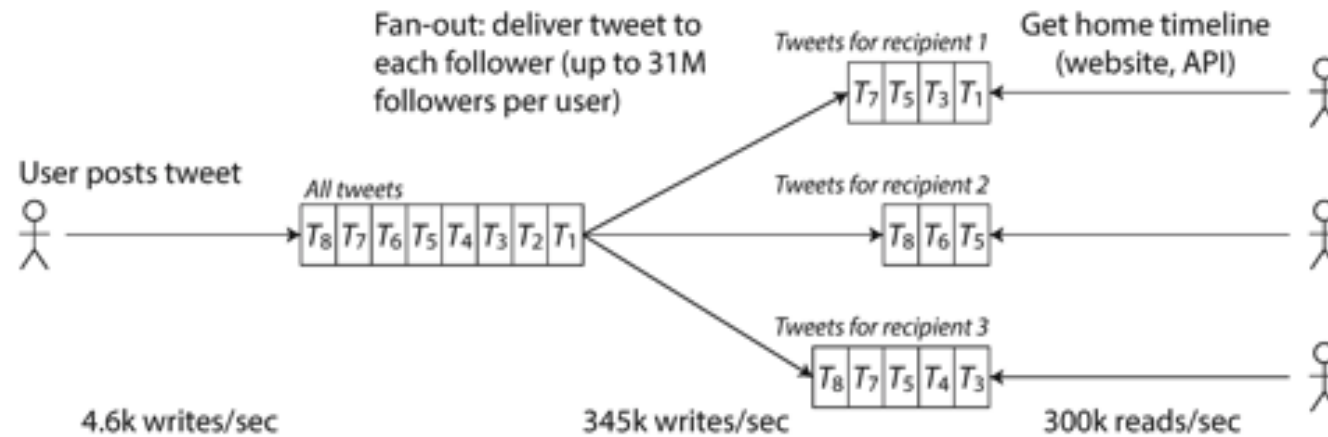 Fan-out: deliver tweet to
each follower (up to 31M
followers per user)
Tweets for recipient 1
T₇ T₅ T₃ T₁
Get home timeline
(website, API)
User posts tweet
All tweets
T₈ T₇ T₆ T₅ T₄ T₃ T₂ T₁
Tweets for recipient 2
T₈ T₆ T₅
Tweets for recipient 3
T₈ T₇ T₅ T₄ T₃
4.6k writes/sec
345k writes/sec
300k reads/sec